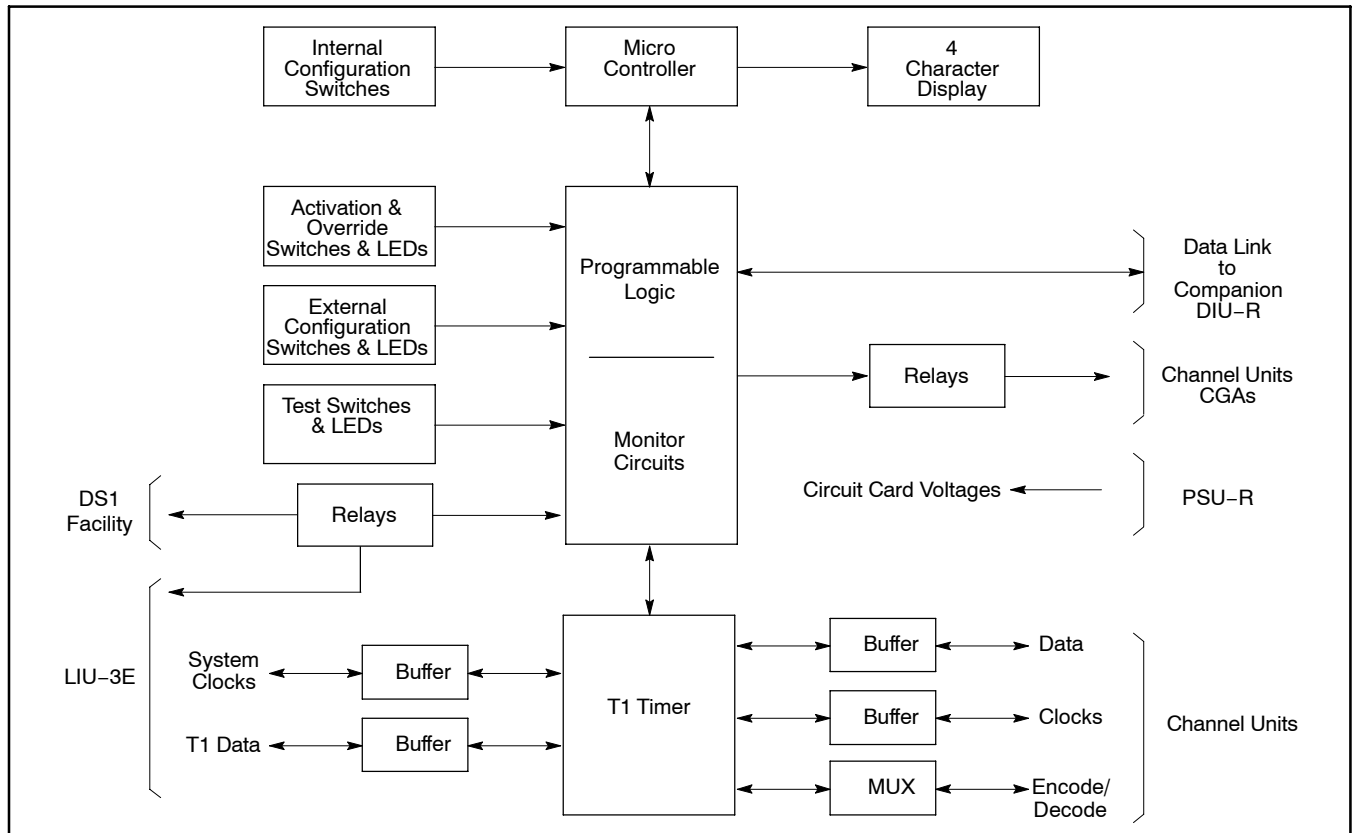 Internal
Configuration
Switches
Micro
Controller
4
Character
Display
Activation &
Override
Switches & LEDs
External
Configuration
Switches & LEDs
Test Switches
& LEDs
Programmable
Logic
Monitor
Circuits
Data Link
to
Companion
DIU−R
Relays
Channel Units
CGAs
Circuit Card Voltages
PSU−R
DS1
Facility
Relays
LIU−3E
System
Clocks
Buffer
T1 Data
Buffer
T1 Timer
Buffer
Data
Buffer
Clocks
MUX
Encode/
Decode
Channel Units